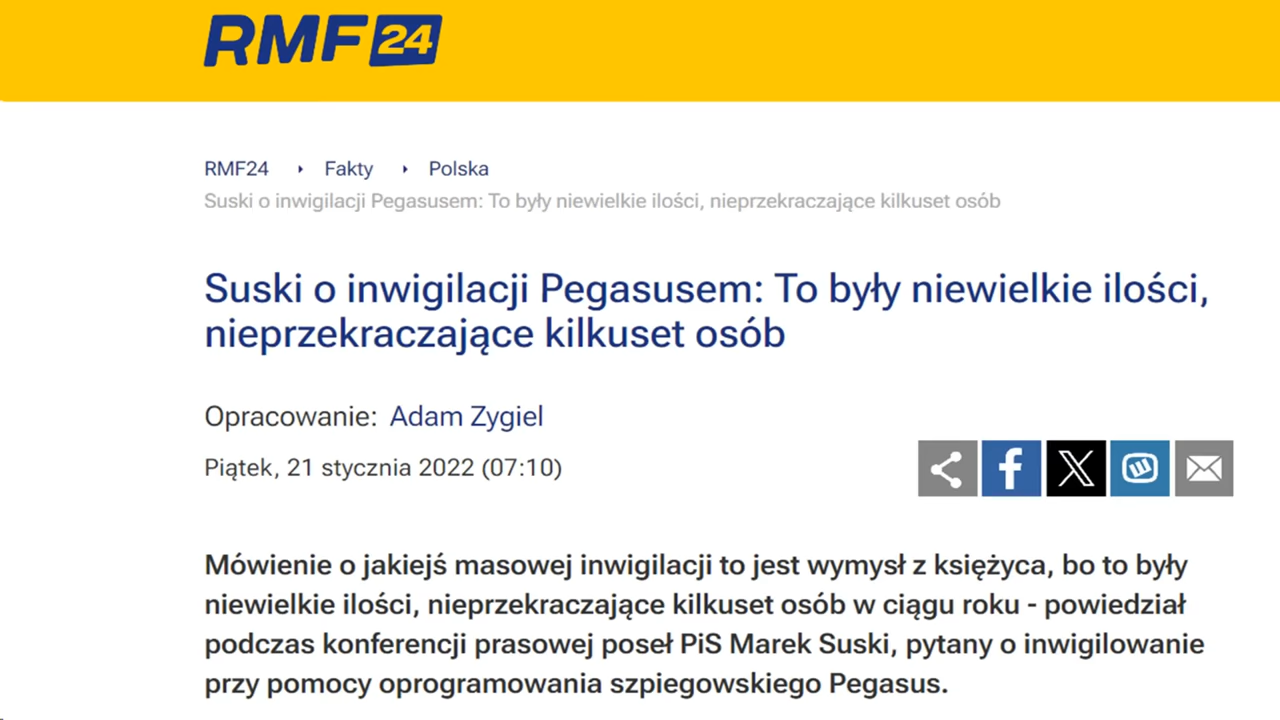 RMF24
RMF24 Fakty Polska
Suski o inwigilacji Pegasusem: To były niewielkie ilości, nieprzekraczające kilkuset osób
Suski o inwigilacji Pegasusem: To były niewielkie ilości,
nieprzekraczające kilkuset osób
Opracowanie: Adam Zygiel
Piątek, 21 stycznia 2022 (07:10)
Mówienie o jakiejś masowej inwigilacji to jest wymysł z księżyca, bo to były
niewielkie ilości, nieprzekraczające kilkuset osób w ciągu roku - powiedział
podczas konferencji prasowej poseł PiS Marek Suski, pytany o inwigilowanie
przy pomocy oprogramowania szpiegowskiego Pegasus.